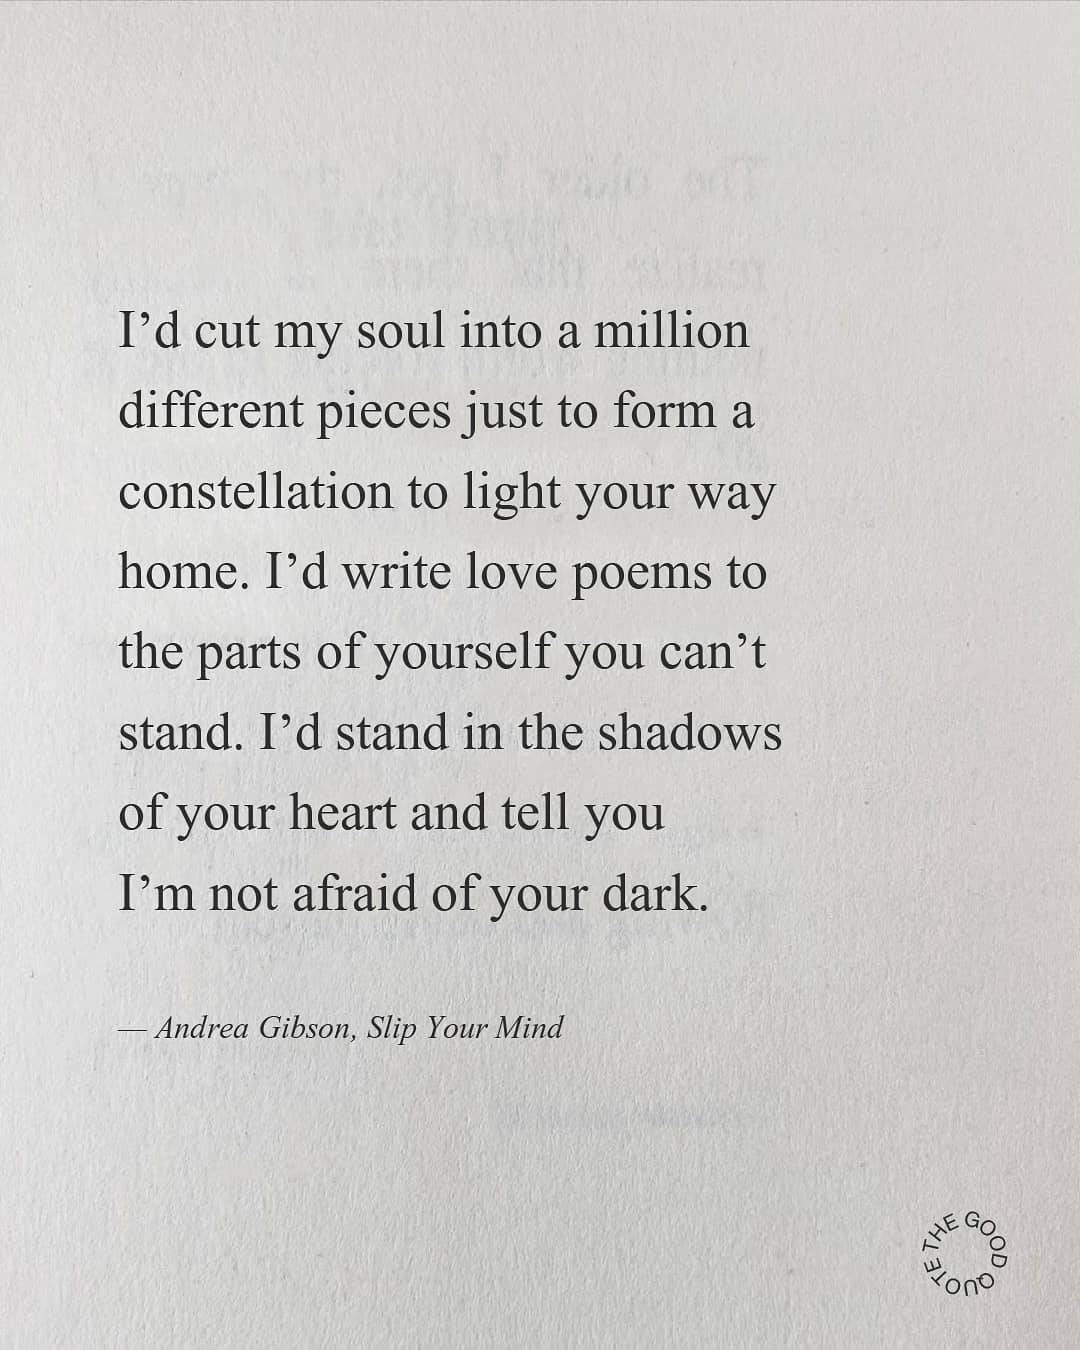 I’d cut my soul into a million
different pieces just to form a
constellation to light your way
home. I’d write love poems to
the parts of yourself you can’t
stand. I’d stand in the shadows
of your heart and tell you
I’m not afraid of your dark.
— Andrea Gibson, Slip Your Mind
THE GOOD QUOTE